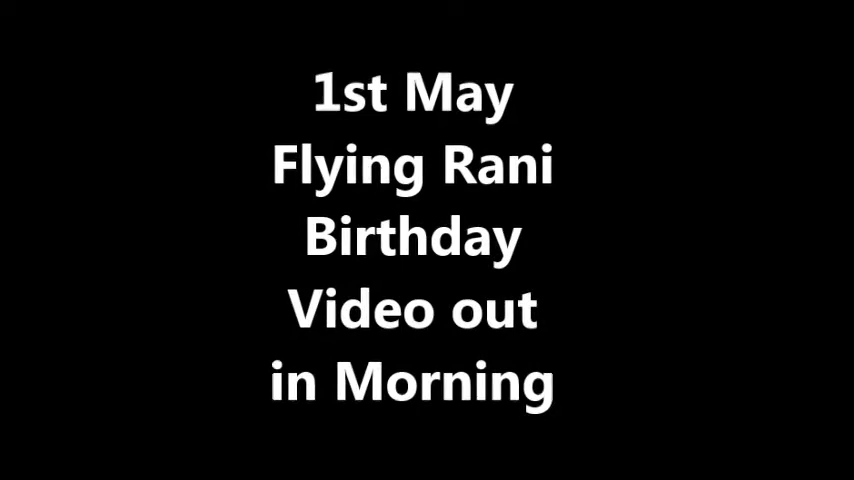 1st May
Flying Rani
Birthday
Video out
in Morning